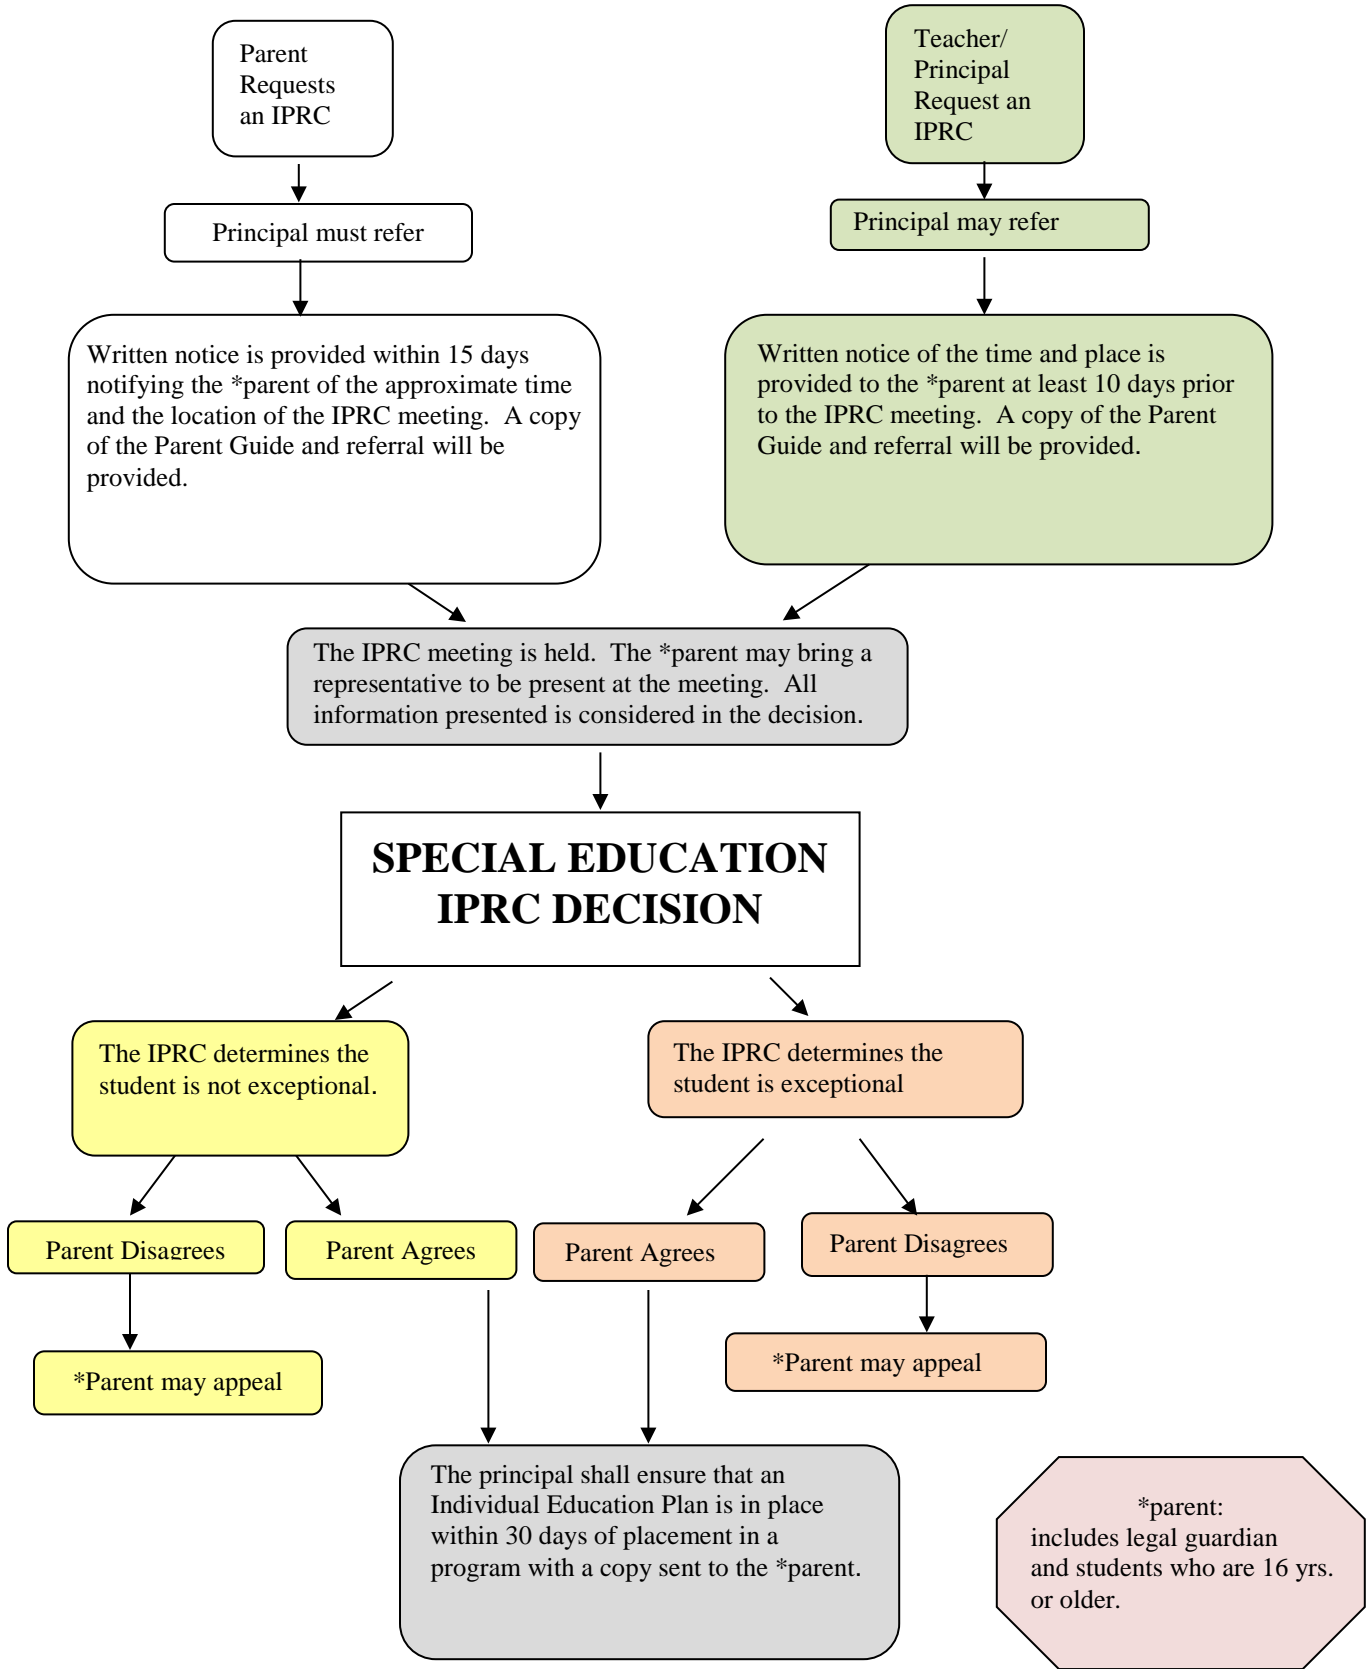 Parent
Requests
an IPRC
Teacher/
Principal
Request an
IPRC
Principal must refer
Principal may refer
Written notice is provided within 15 days
notifying the *parent of the approximate time
and the location of the IPRC meeting.  A copy
of the Parent Guide and referral will be
provided.
Written notice of the time and place is
provided to the *parent at least 10 days prior
to the IPRC meeting.  A copy of the Parent
Guide and referral will be provided.
The IPRC meeting is held.  The *parent may bring a
representative to be present at the meeting.  All
information presented is considered in the decision.
SPECIAL EDUCATION
IPRC DECISION
The IPRC determines the
student is not exceptional.
The IPRC determines the
student is exceptional
Parent Disagrees
Parent Agrees
Parent Agrees
Parent Disagrees
*Parent may appeal
*Parent may appeal
The principal shall ensure that an
Individual Education Plan is in place
within 30 days of placement in a
program with a copy sent to the *parent.
*parent:
includes legal guardian
and students who are 16 yrs.
or older.